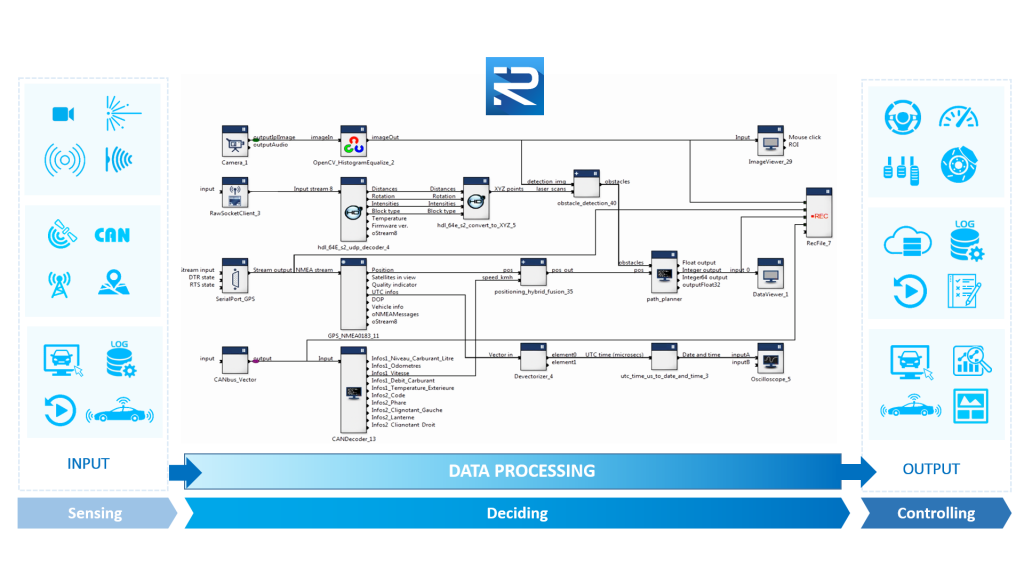 outputIplImage
outputAudio
Camera_1
imageIn
imageOut
OpenCV_HistogramEqualize_2
Input
Mouse click
ROI
ImageViewer_29
input
RawSocketClient_3
Input stream 8
Distances
Rotation
Intensities
Block type
Temperature
Firmware ver.
oStream8
hdl_64E_s2_udp_decoder_4
Distances
Rotation
Intensities
Block type
XYZ points
hdl_64e_s2_convert_to_XYZ_5
detection_img
laser_scans
obstacles
obstacle_detection_40
REC
RecFile_7
CAN
Stream input
DTR state
RTS state
Stream output
SerialPort_GPS
NMEA stream
Position
Satellites in view
Quality indicator
UTC infos
DOP
Vehicle info
oNMEAMessages
oStream8
GPS_NMEA0183_11
pos
speed_kmh
pos_out
positioning_hybrid_fusion_35
obstacles
pos
Float output
Integer output
Integer64 output
outputFloat32
path_planner
input_0
DataViewer_1
LOG
LOG
input
output
CANbus_Vector
Input
Infos1_Niveau_Carburant_Litre
Infos1_Odometres
Infos1_Vitesse
Infos1_Debit_Carburant
Infos1_Temperature_Exterieure
Infos2_Code
Infos2_Phare
Infos2_Clignotant_Gauche
Infos2_Lanterne
Infos2_Clignotant_Droit
CANDecoder_13
Vector in
element0
element1
Devectorizer_4
UTC time (microsecs)
Date and time
utc_time_us_to_date_and_time_3
inputA
inputB
Oscilloscope_5
INPUT
DATA PROCESSING
OUTPUT
Sensing
Deciding
Controlling